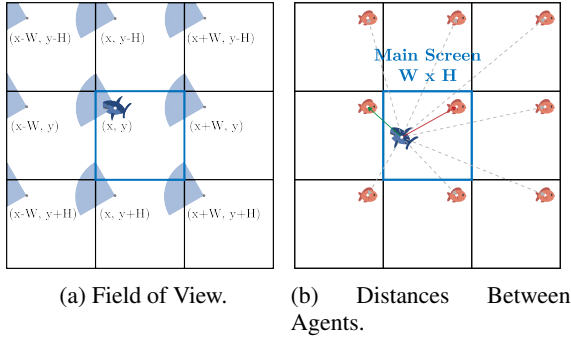 (x-W, y-H) (x, y-H) (x+W, y-H)
(x-W, y) (x, y) (x+W, y)
(x-W, y+H) (x, y+H) (x+W, y+H)
Main Screen
W x H
(a) Field of View.
(b) Distances Between
Agents.